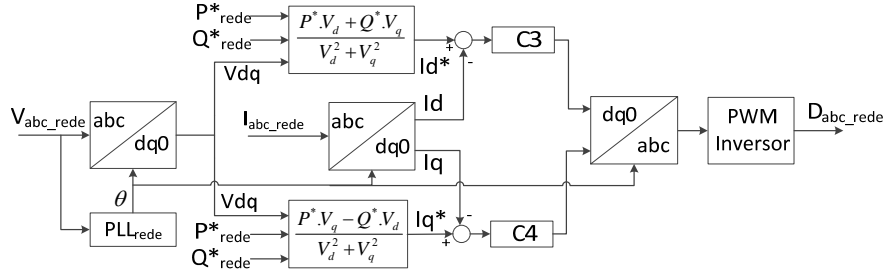 P*rede
Q*rede
Vdq
P*.Vd + Q*.Vq
Vd² + Vq²
+
-
Id*
C3
Vabc_rede
abc
dq0
Iabc_rede
abc
dq0
Id
Iq
dq0
abc
PWM
Inversor
Dabc_rede
θ
PLLrede
Vdq
P*rede
Q*rede
P*.Vq − Q*.Vd
Vd² + Vq²
Iq*
-
+
C4